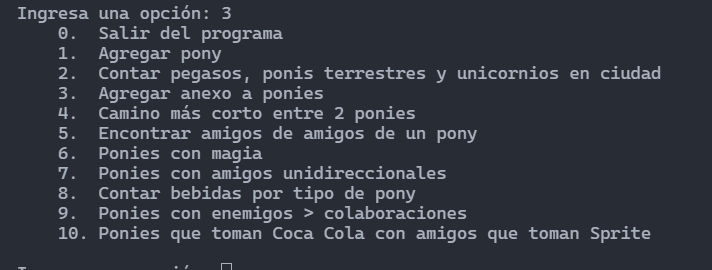 Ingresa una opción: 3
0. Salir del programa
1. Agregar pony
2. Contar pegasos, ponis terrestres y unicornios en ciudad
3. Agregar anexo a ponies
4. Camino más corto entre 2 ponies
5. Encontrar amigos de amigos de un pony
6. Ponies con magia
7. Ponies con amigos unidireccionales
8. Contar bebidas por tipo de pony
9. Ponies con enemigos > colaboraciones
10. Ponies que toman Coca Cola con amigos que toman Sprite